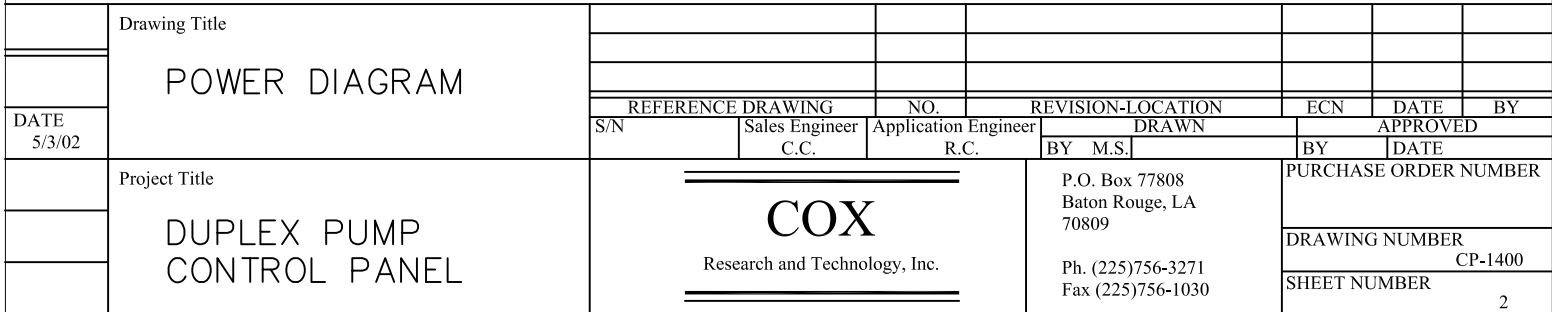 Drawing Title
POWER DIAGRAM
DATE
5/3/02
REFERENCE DRAWING NO. REVISION-LOCATION ECN DATE BY
S/N Sales Engineer Application Engineer DRAWN APPROVED
C.C. R.C. BY M.S. BY DATE
Project Title
DUPLEX PUMP
CONTROL PANEL
COX
Research and Technology, Inc.
P.O. Box 77808
Baton Rouge, LA
70809
Ph. (225)756-3271
Fax (225)756-1030
PURCHASE ORDER NUMBER
DRAWING NUMBER
CP-1400
SHEET NUMBER
2